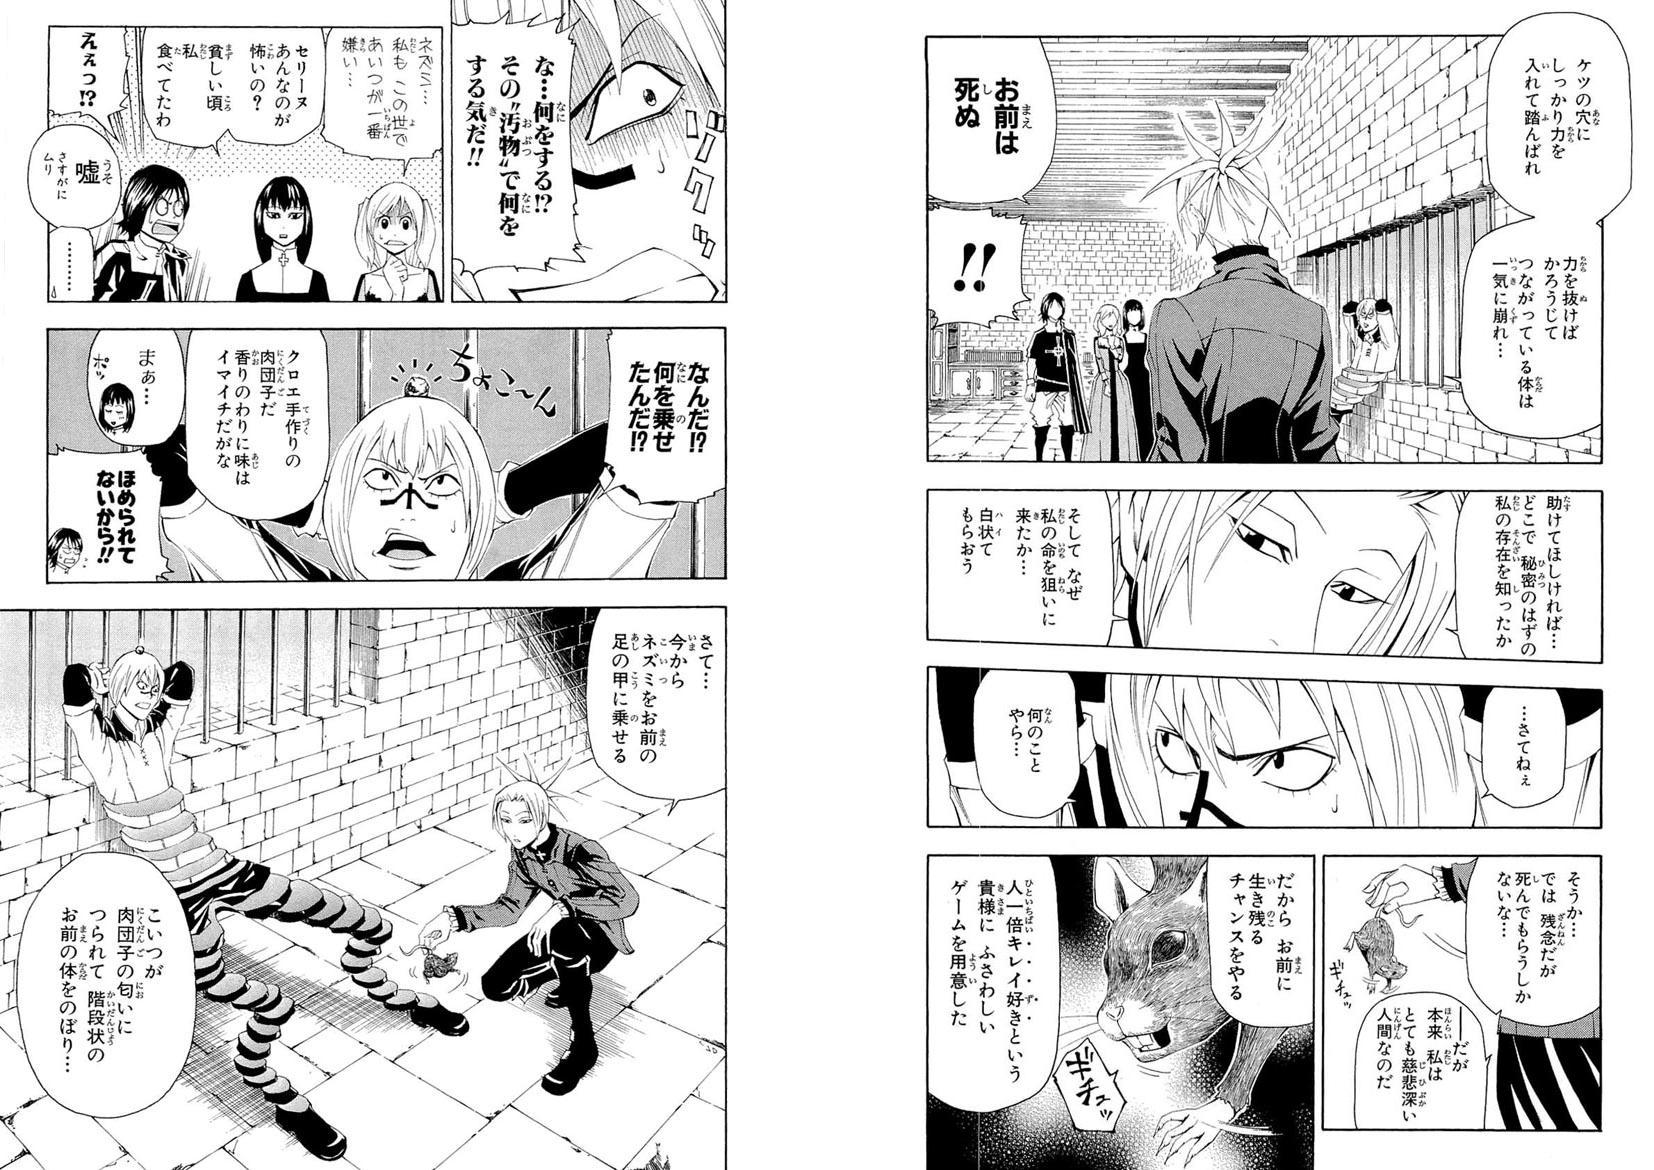 ケツの穴に
しっかり力を
入れて踏んばれ
力を抜けば
かろうじて
つながっている体は
一気に崩れ…
お前は
死ぬ
!!
助けてほしければ…
どこで 秘密のはずの
私の存在を知ったか
そして なぜ
私の命を狙いに
来たか…
白状て
もらおう
…さてねぇ
何のこと
やら…
そうか…
では 残念だが
死んでもらうしか
ないな…
ギチュッ
―だが
本来 私は
とても慈悲深い
人間なのだ
だから お前に
生き残る
チャンスをやる
ギチュッ
人一倍キレイ好きという
貴様に ふさわしい
ゲームを用意した
な…何をする!?
その〝汚物〟で何を
する気だ!!
ビクッ
ネズミ…
私も この世で
あいつが一番
嫌い…
セリーヌ
あんなのが
怖いの?
貧しい頃
私
食べてたわ
えぇっ!?
嘘
さすがに
ムリ
………
なんだ!?
何を乗せ
たんだ!?
ちょこ〜ん
クロエ手作りの
肉団子だ
香りのわりに味は
イマイチだがな
まぁ…
ポッ
ほめられて
ないから!!
さて…
今から
ネズミをお前の
足の甲に乗せる
こいつが
肉団子の匂いに
つられて 階段状の
お前の体をのぼり…